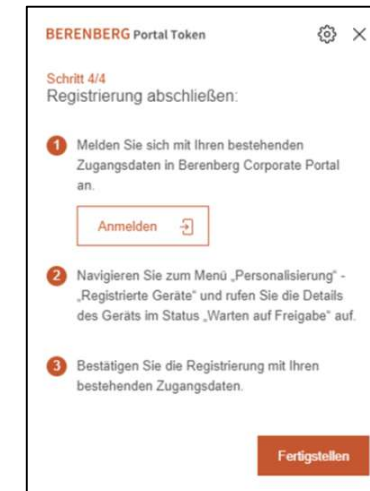 BERENBERG Portal Token
Schritt 4/4
Registrierung abschließen:
1 Melden Sie sich mit Ihren bestehenden
Zugangsdaten in Berenberg Corporate Portal
an.
Anmelden
2 Navigieren Sie zum Menü „Personalisierung“ -
„Registrierte Geräte“ und rufen Sie die Details
des Geräts im Status „Warten auf Freigabe“ auf.
3 Bestätigen Sie die Registrierung mit Ihren
bestehenden Zugangsdaten.
Fertigstellen